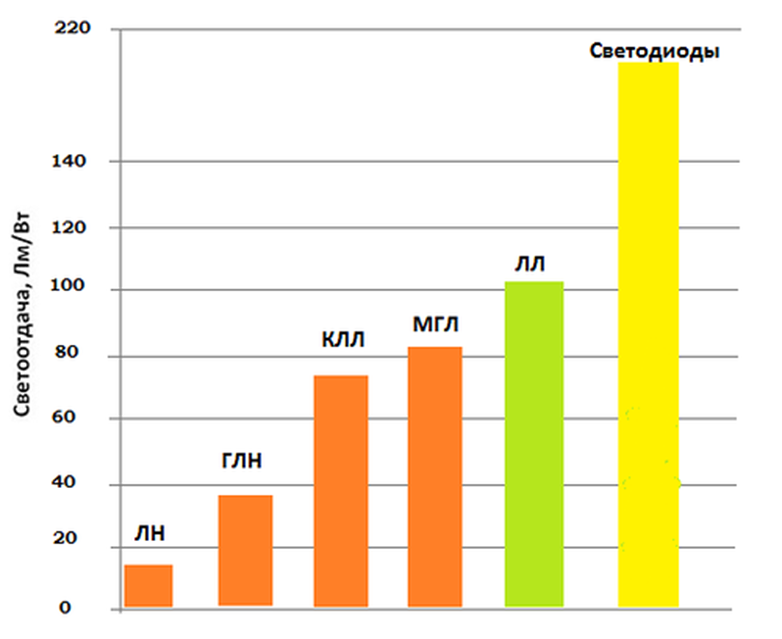 220
Светодиоды
140
120
100
80
60
40
20
0
Светоотдача, Лм/Вт
ЛН
ГЛН
КЛЛ
МГЛ
ЛЛ